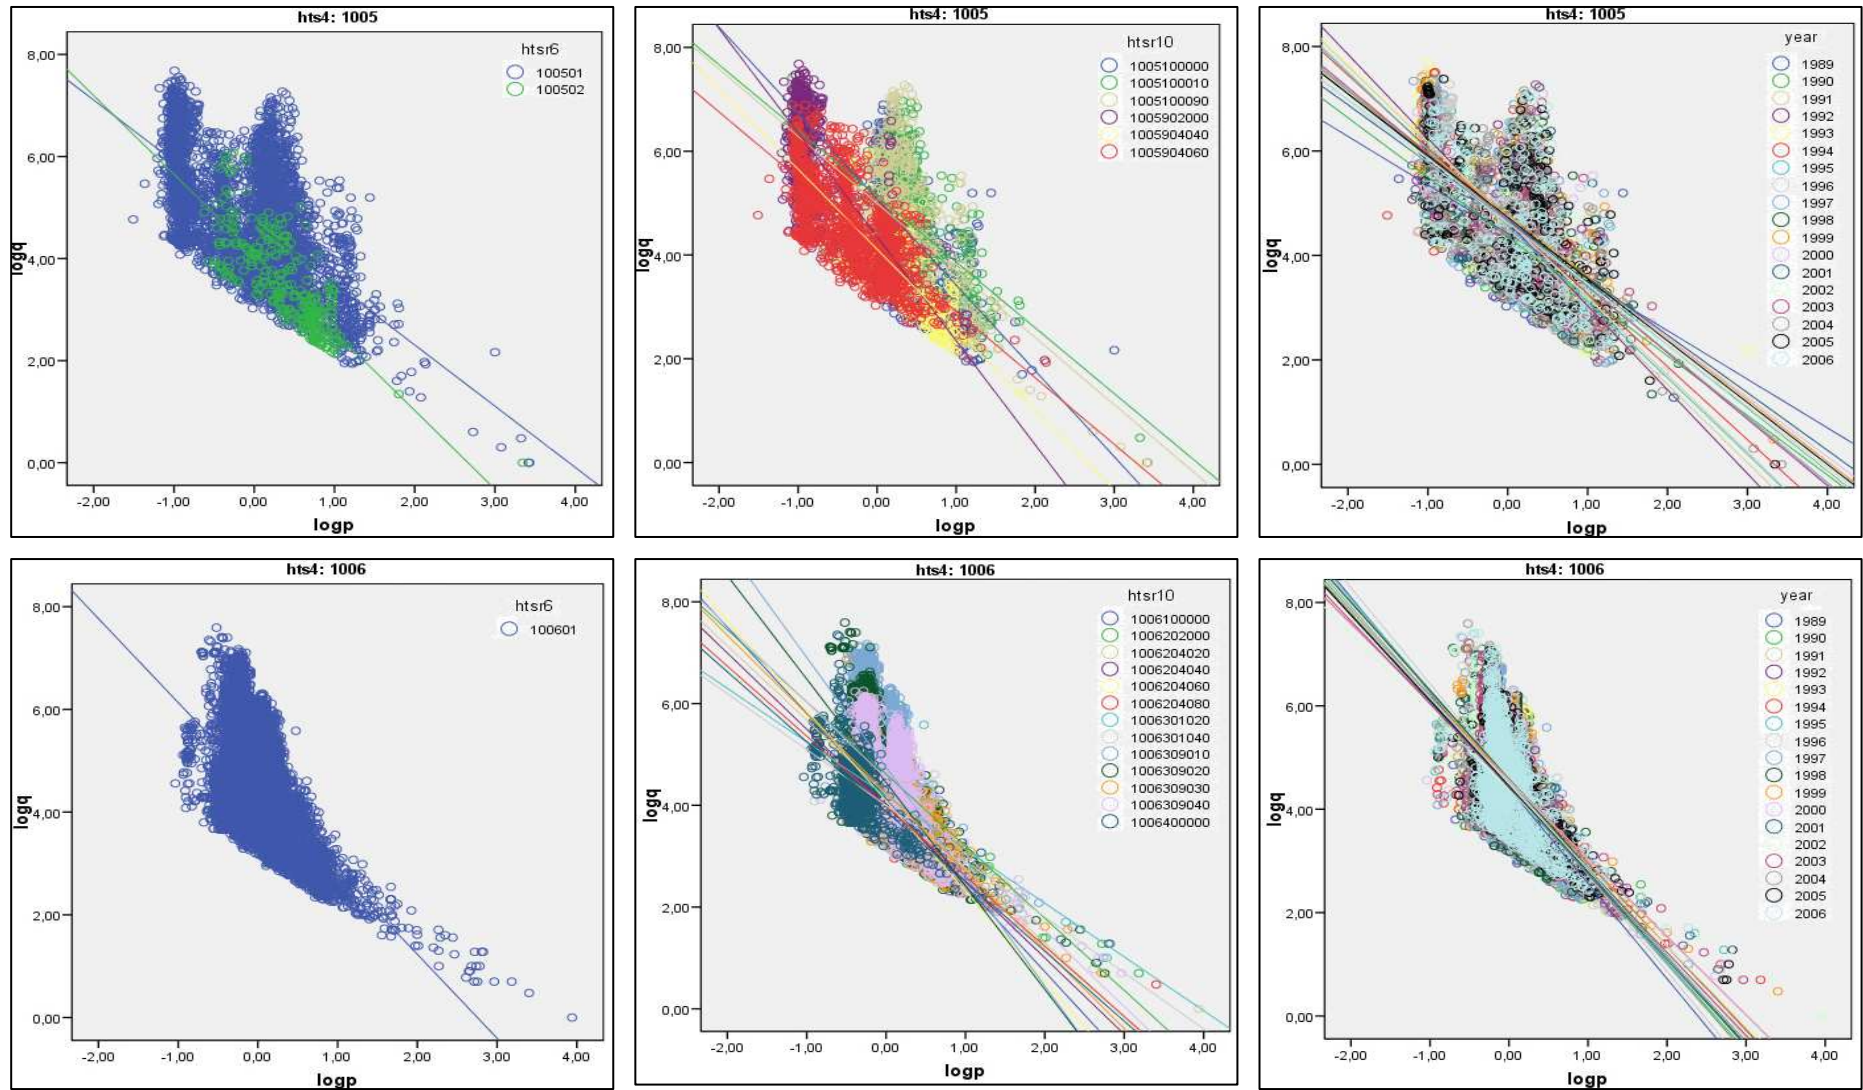 hts4: 1005
htsr6
100501
100502
8,00
6,00
4,00
2,00
0,00
logq
-2,00 -1,00 0,00 1,00 2,00 3,00 4,00
logp
hts4: 1005
htsr10
1005100000
1005100010
1005100090
1005902000
1005904040
1005904060
8,00
6,00
4,00
2,00
0,00
logq
-2,00 -1,00 0,00 1,00 2,00 3,00 4,00
logp
hts4: 1005
year
1989
1990
1991
1992
1993
1994
1995
1996
1997
1998
1999
2000
2001
2002
2003
2004
2005
2006
8,00
6,00
4,00
2,00
0,00
logq
-2,00 -1,00 0,00 1,00 2,00 3,00 4,00
logp
hts4: 1006
htsr6
100601
8,00
6,00
4,00
2,00
0,00
logq
-2,00 -1,00 0,00 1,00 2,00 3,00 4,00
logp
hts4: 1006
htsr10
1006100000
1006202000
1006204020
1006204040
1006204060
1006204080
1006301020
1006301040
1006309010
1006309020
1006309030
1006309040
1006400000
8,00
6,00
4,00
2,00
0,00
logq
-2,00 -1,00 0,00 1,00 2,00 3,00 4,00
logp
hts4: 1006
year
1989
1990
1991
1992
1993
1994
1995
1996
1997
1998
1999
2000
2001
2002
2003
2004
2005
2006
8,00
6,00
4,00
2,00
0,00
logq
-2,00 -1,00 0,00 1,00 2,00 3,00 4,00
logp